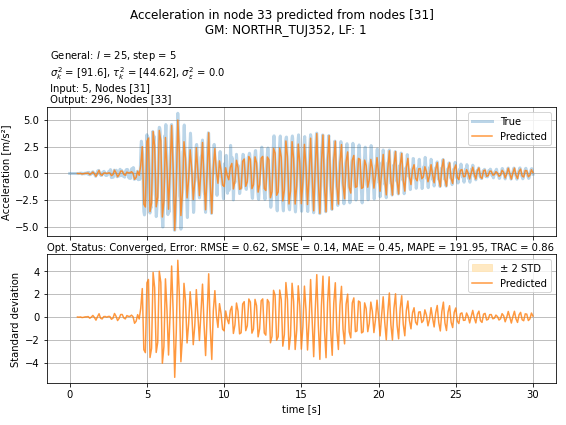 Acceleration in node 33 predicted from nodes [31]
GM: NORTHR_TUJ352, LF: 1
General: l = 25, step = 5
σ²ₖ = [91.6], τ²ₖ = [44.62], σ²ₑ = 0.0
Input: 5, Nodes [31]
Output: 296, Nodes [33]
Acceleration [m/s²]
5.0
2.5
0.0
−2.5
−5.0
True
Predicted
Opt. Status: Converged, Error: RMSE = 0.62, SMSE = 0.14, MAE = 0.45, MAPE = 191.95, TRAC = 0.86
Standard deviation
4
2
0
−2
−4
± 2 STD
Predicted
0 5 10 15 20 25 30
time [s]